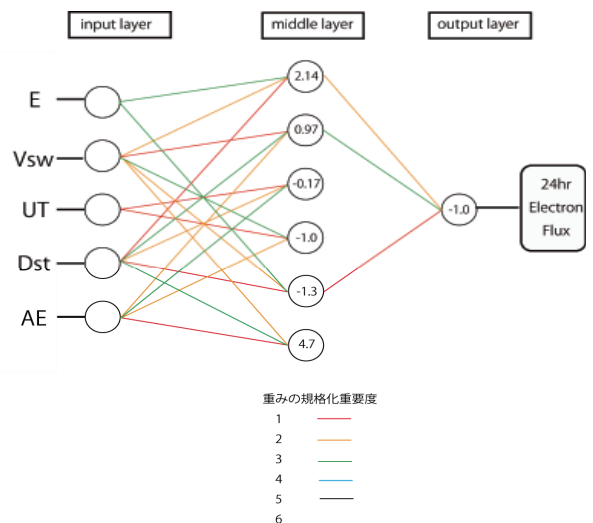 input layer
middle layer
output layer
E
Vsw
UT
Dst
AE
2.14
0.97
-0.17
-1.0
-1.3
4.7
-1.0
24hr
Electron
Flux
重みの規格化重要度
1
2
3
4
5
6